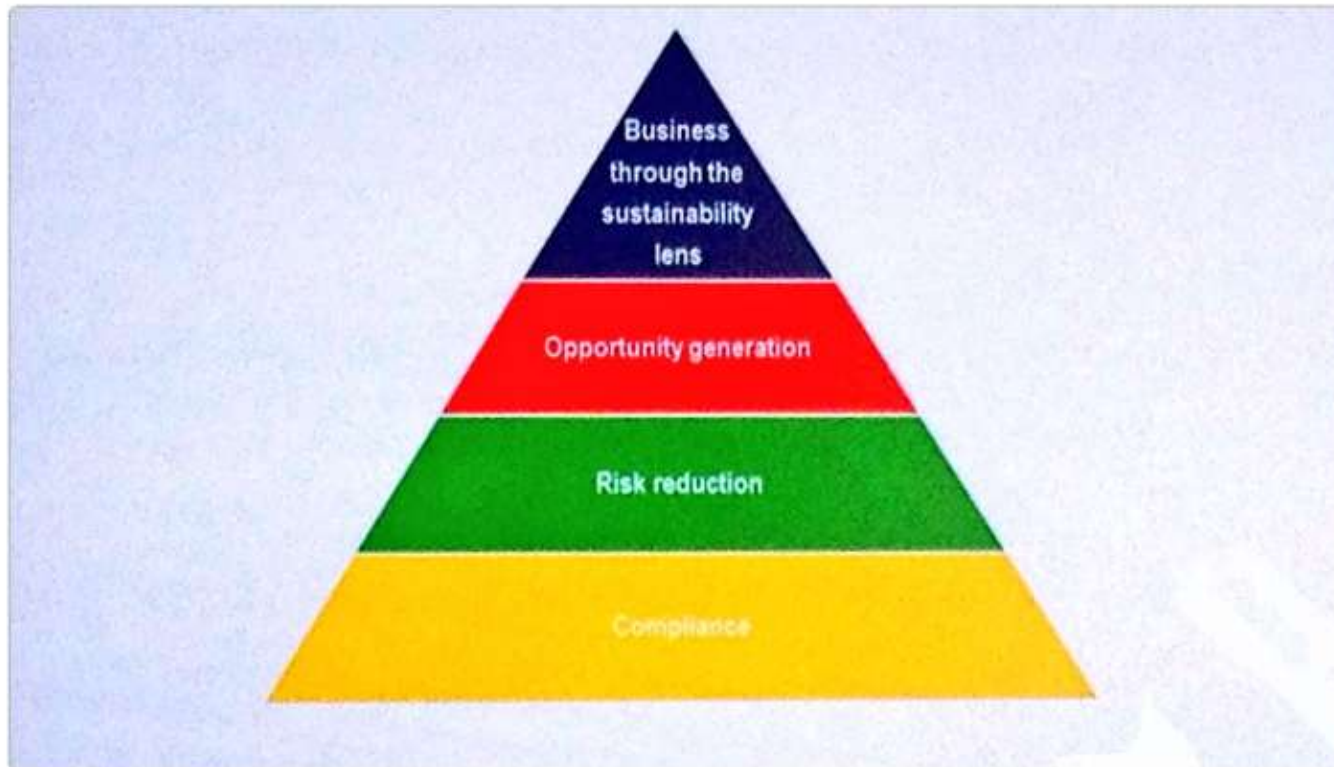 Business
through the
sustainability
lens
Opportunity generation
Risk reduction
Compliance